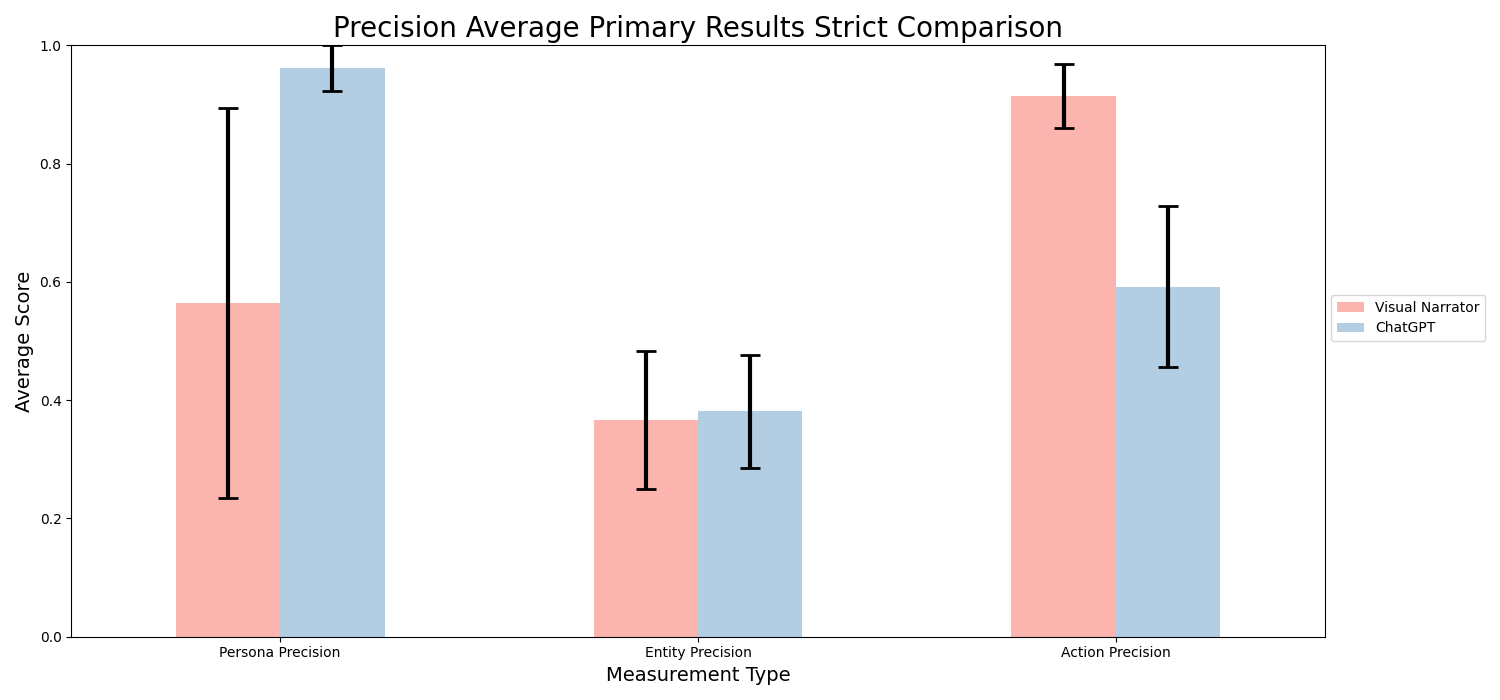 Precision Average Primary Results Strict Comparison
1.0
0.8
0.6
0.4
0.2
0.0
Average Score
Persona Precision
Entity Precision
Action Precision
Measurement Type
Visual Narrator
ChatGPT